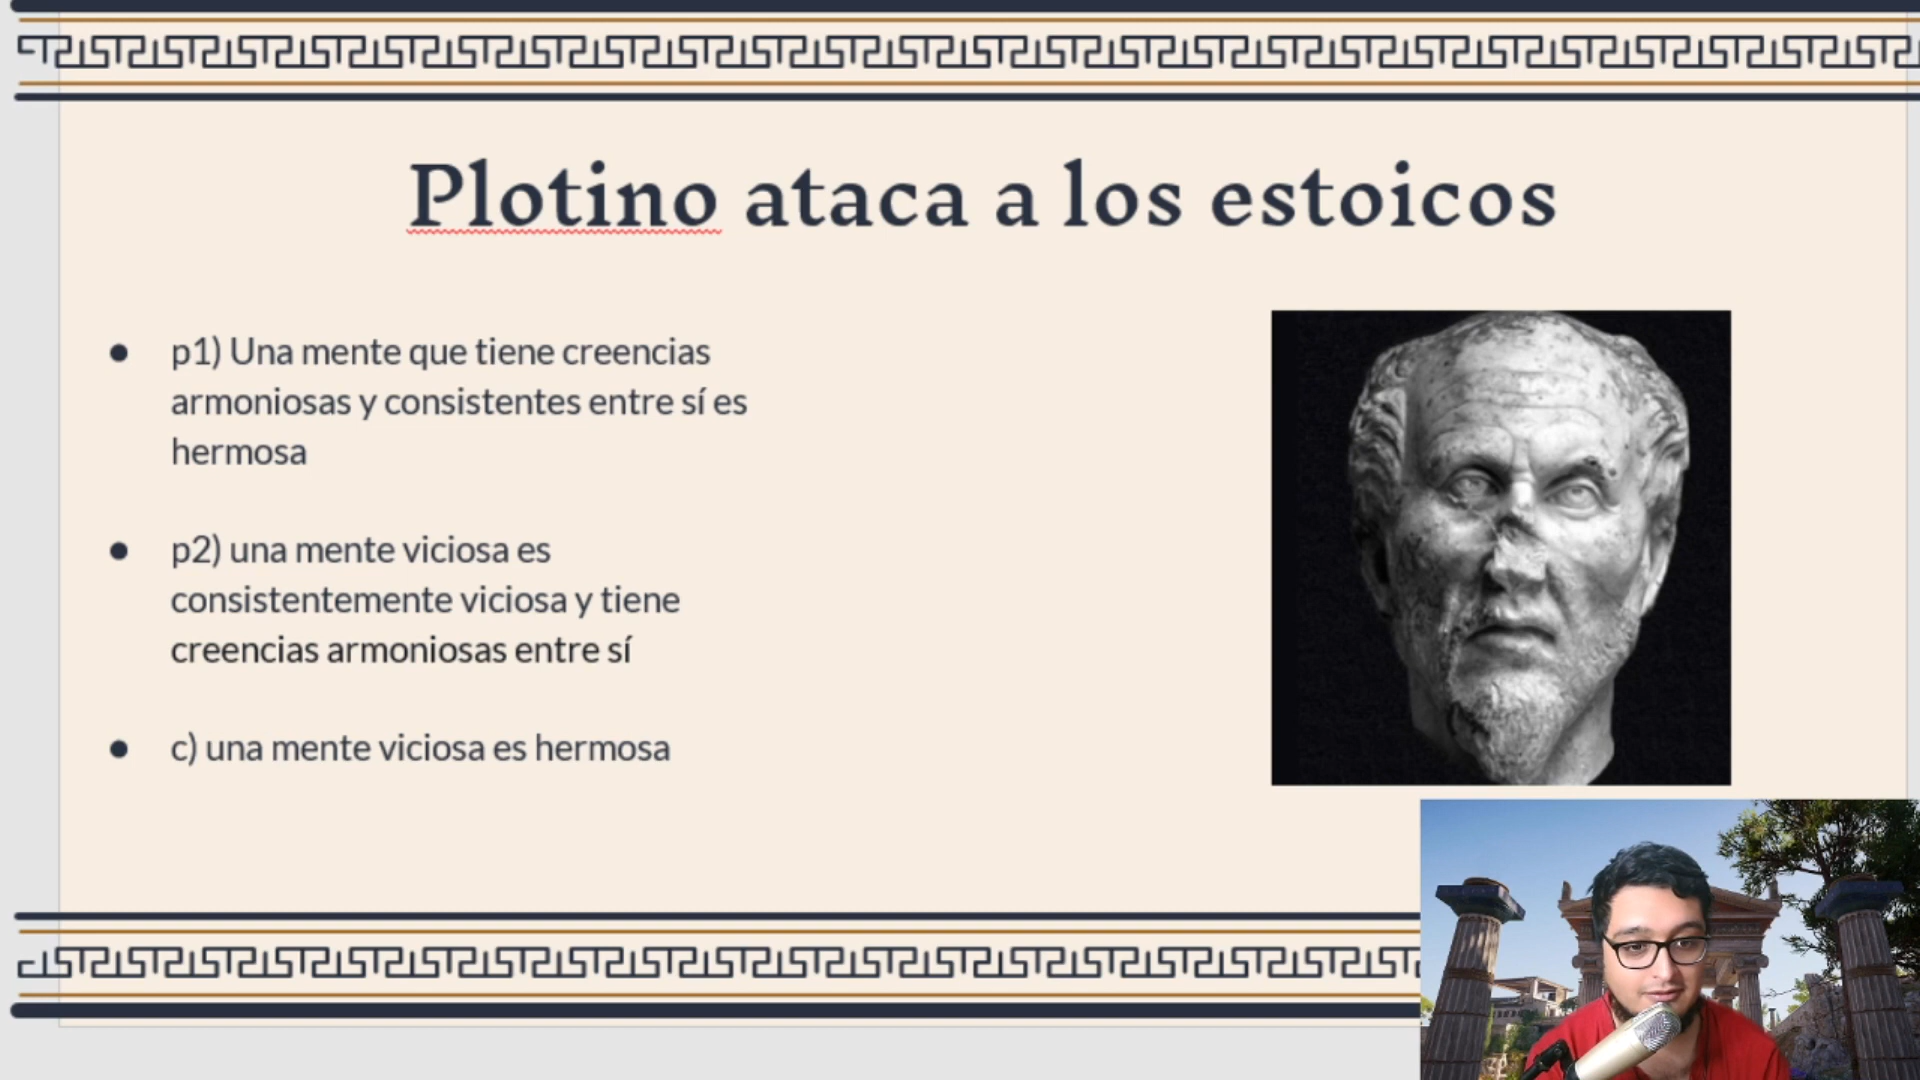 Plotino ataca a los estoicos
p1) Una mente que tiene creencias
armoniosas y consistentes entre sí es
hermosa
p2) una mente viciosa es
consistentemente viciosa y tiene
creencias armoniosas entre sí
c) una mente viciosa es hermosa